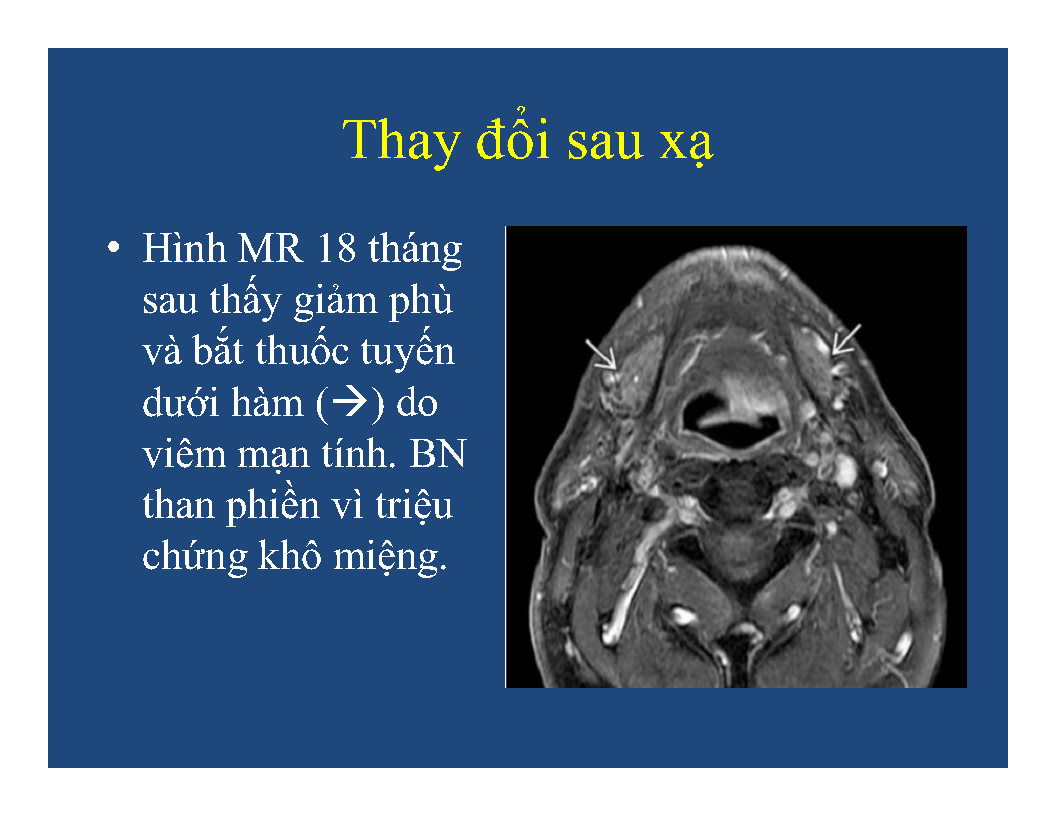 Thay đổi sau xạ
• Hình MR 18 tháng
sau thấy giảm phù
và bắt thuốc tuyến
dưới hàm (→) do
viêm mạn tính. BN
than phiền vì triệu
chứng khô miệng.